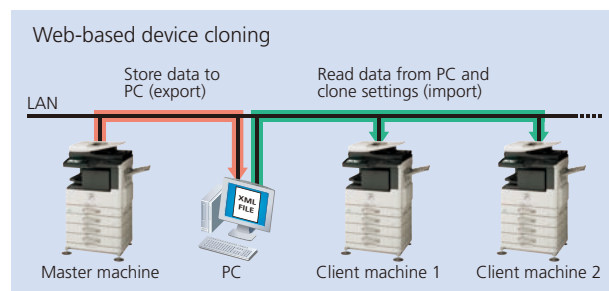 Web-based device cloning
Store data to
PC (export)
Read data from PC and
clone settings (import)
LAN
XML
FILE
Master machine
PC
Client machine 1
Client machine 2